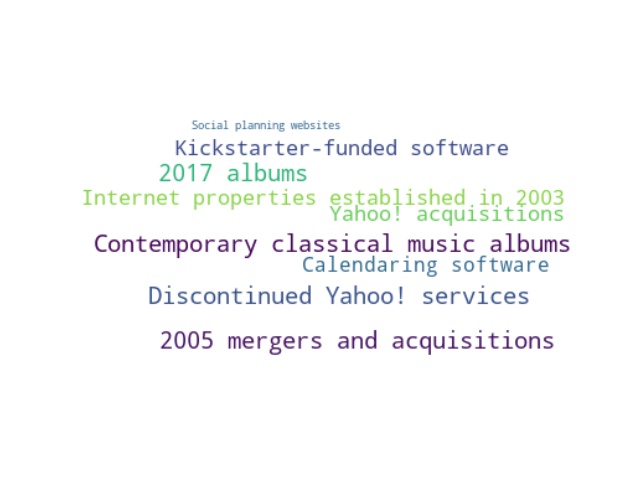 Social planning websites
Kickstarter-funded software
2017 albums
Internet properties established in 2003
Yahoo! acquisitions
Contemporary classical music albums
Calendaring software
Discontinued Yahoo! services
2005 mergers and acquisitions